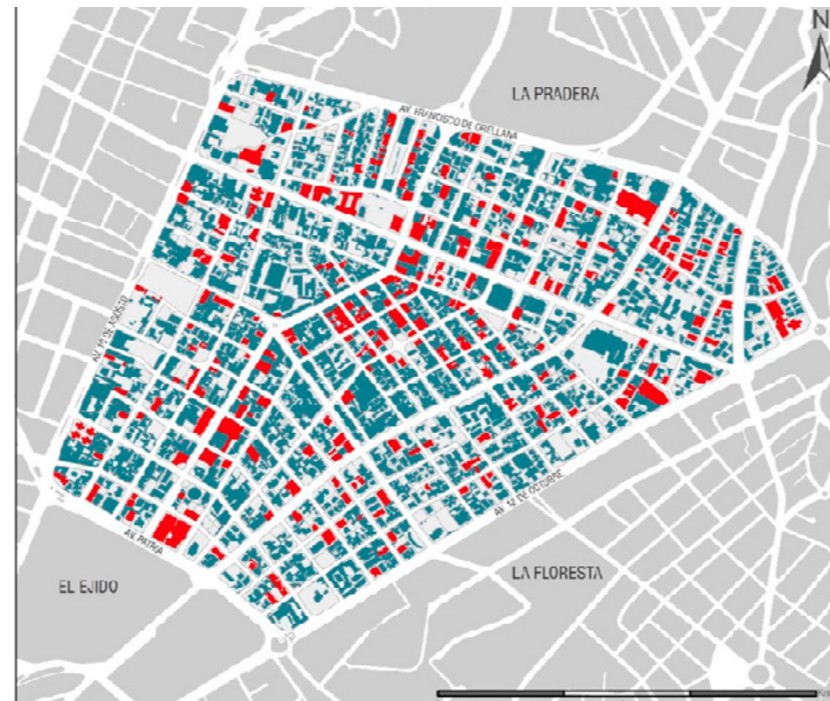 N
LA PRADERA
AV. FRANCISCO DE ORELLANA
AV. 10 DE AGOSTO
AV. 12 DE OCTUBRE
AV. PATRIA
LA FLORESTA
EL EJIDO